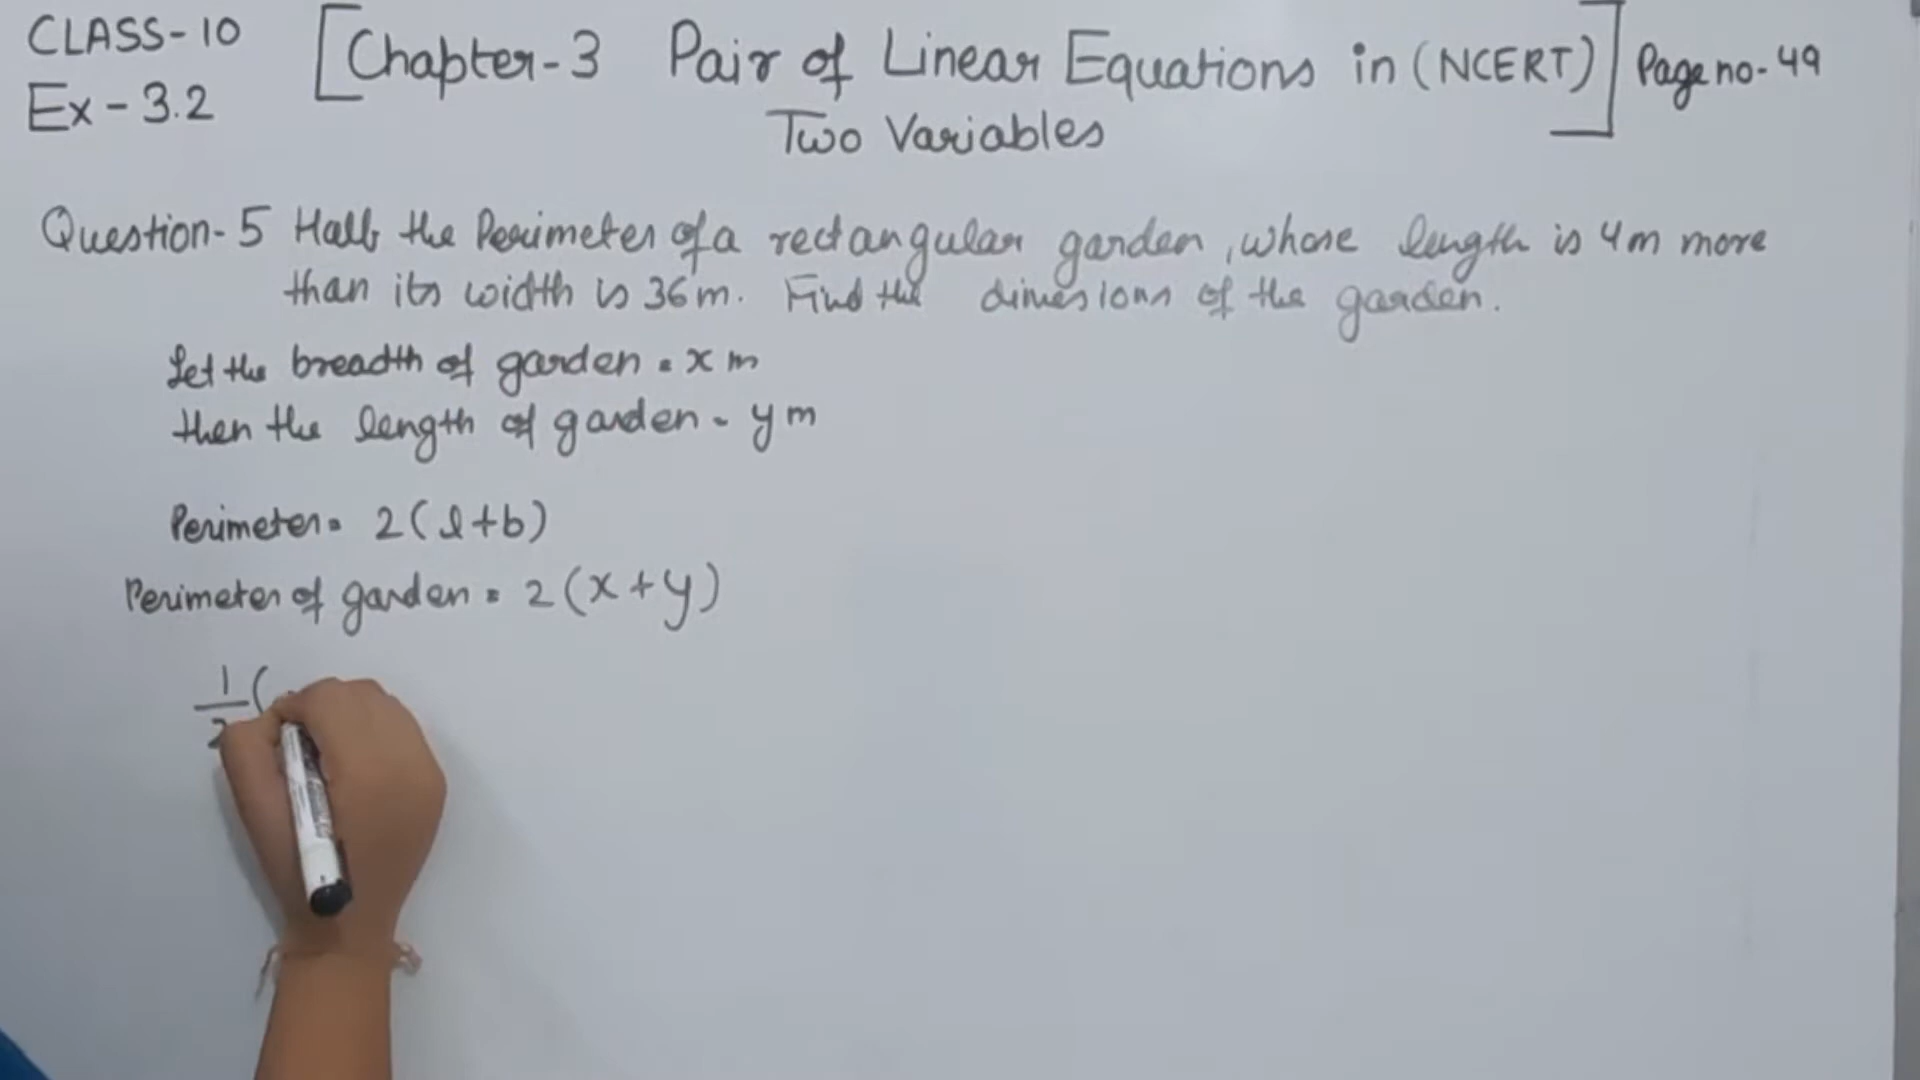 CLASS-10
Ex-3.2
[Chapter-3 Pair of Linear Equations in (NCERT)] Page no-49
Two Variables
Question-5 Half the Perimeter of a rectangular garden, whose length is 4m more
than its width is 36m. Find the dimesions of the garden.
Let the breadth of garden = x m
then the length of garden = y m
Perimeter = 2(l+b)
Perimeter of garden = 2(x+y)
1/2(